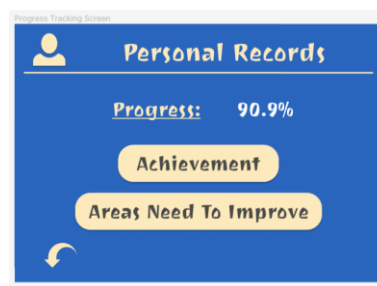 Progress Tracking Screen
Personal Records
Progress: 90.9%
Achievement
Areas Need To Improve